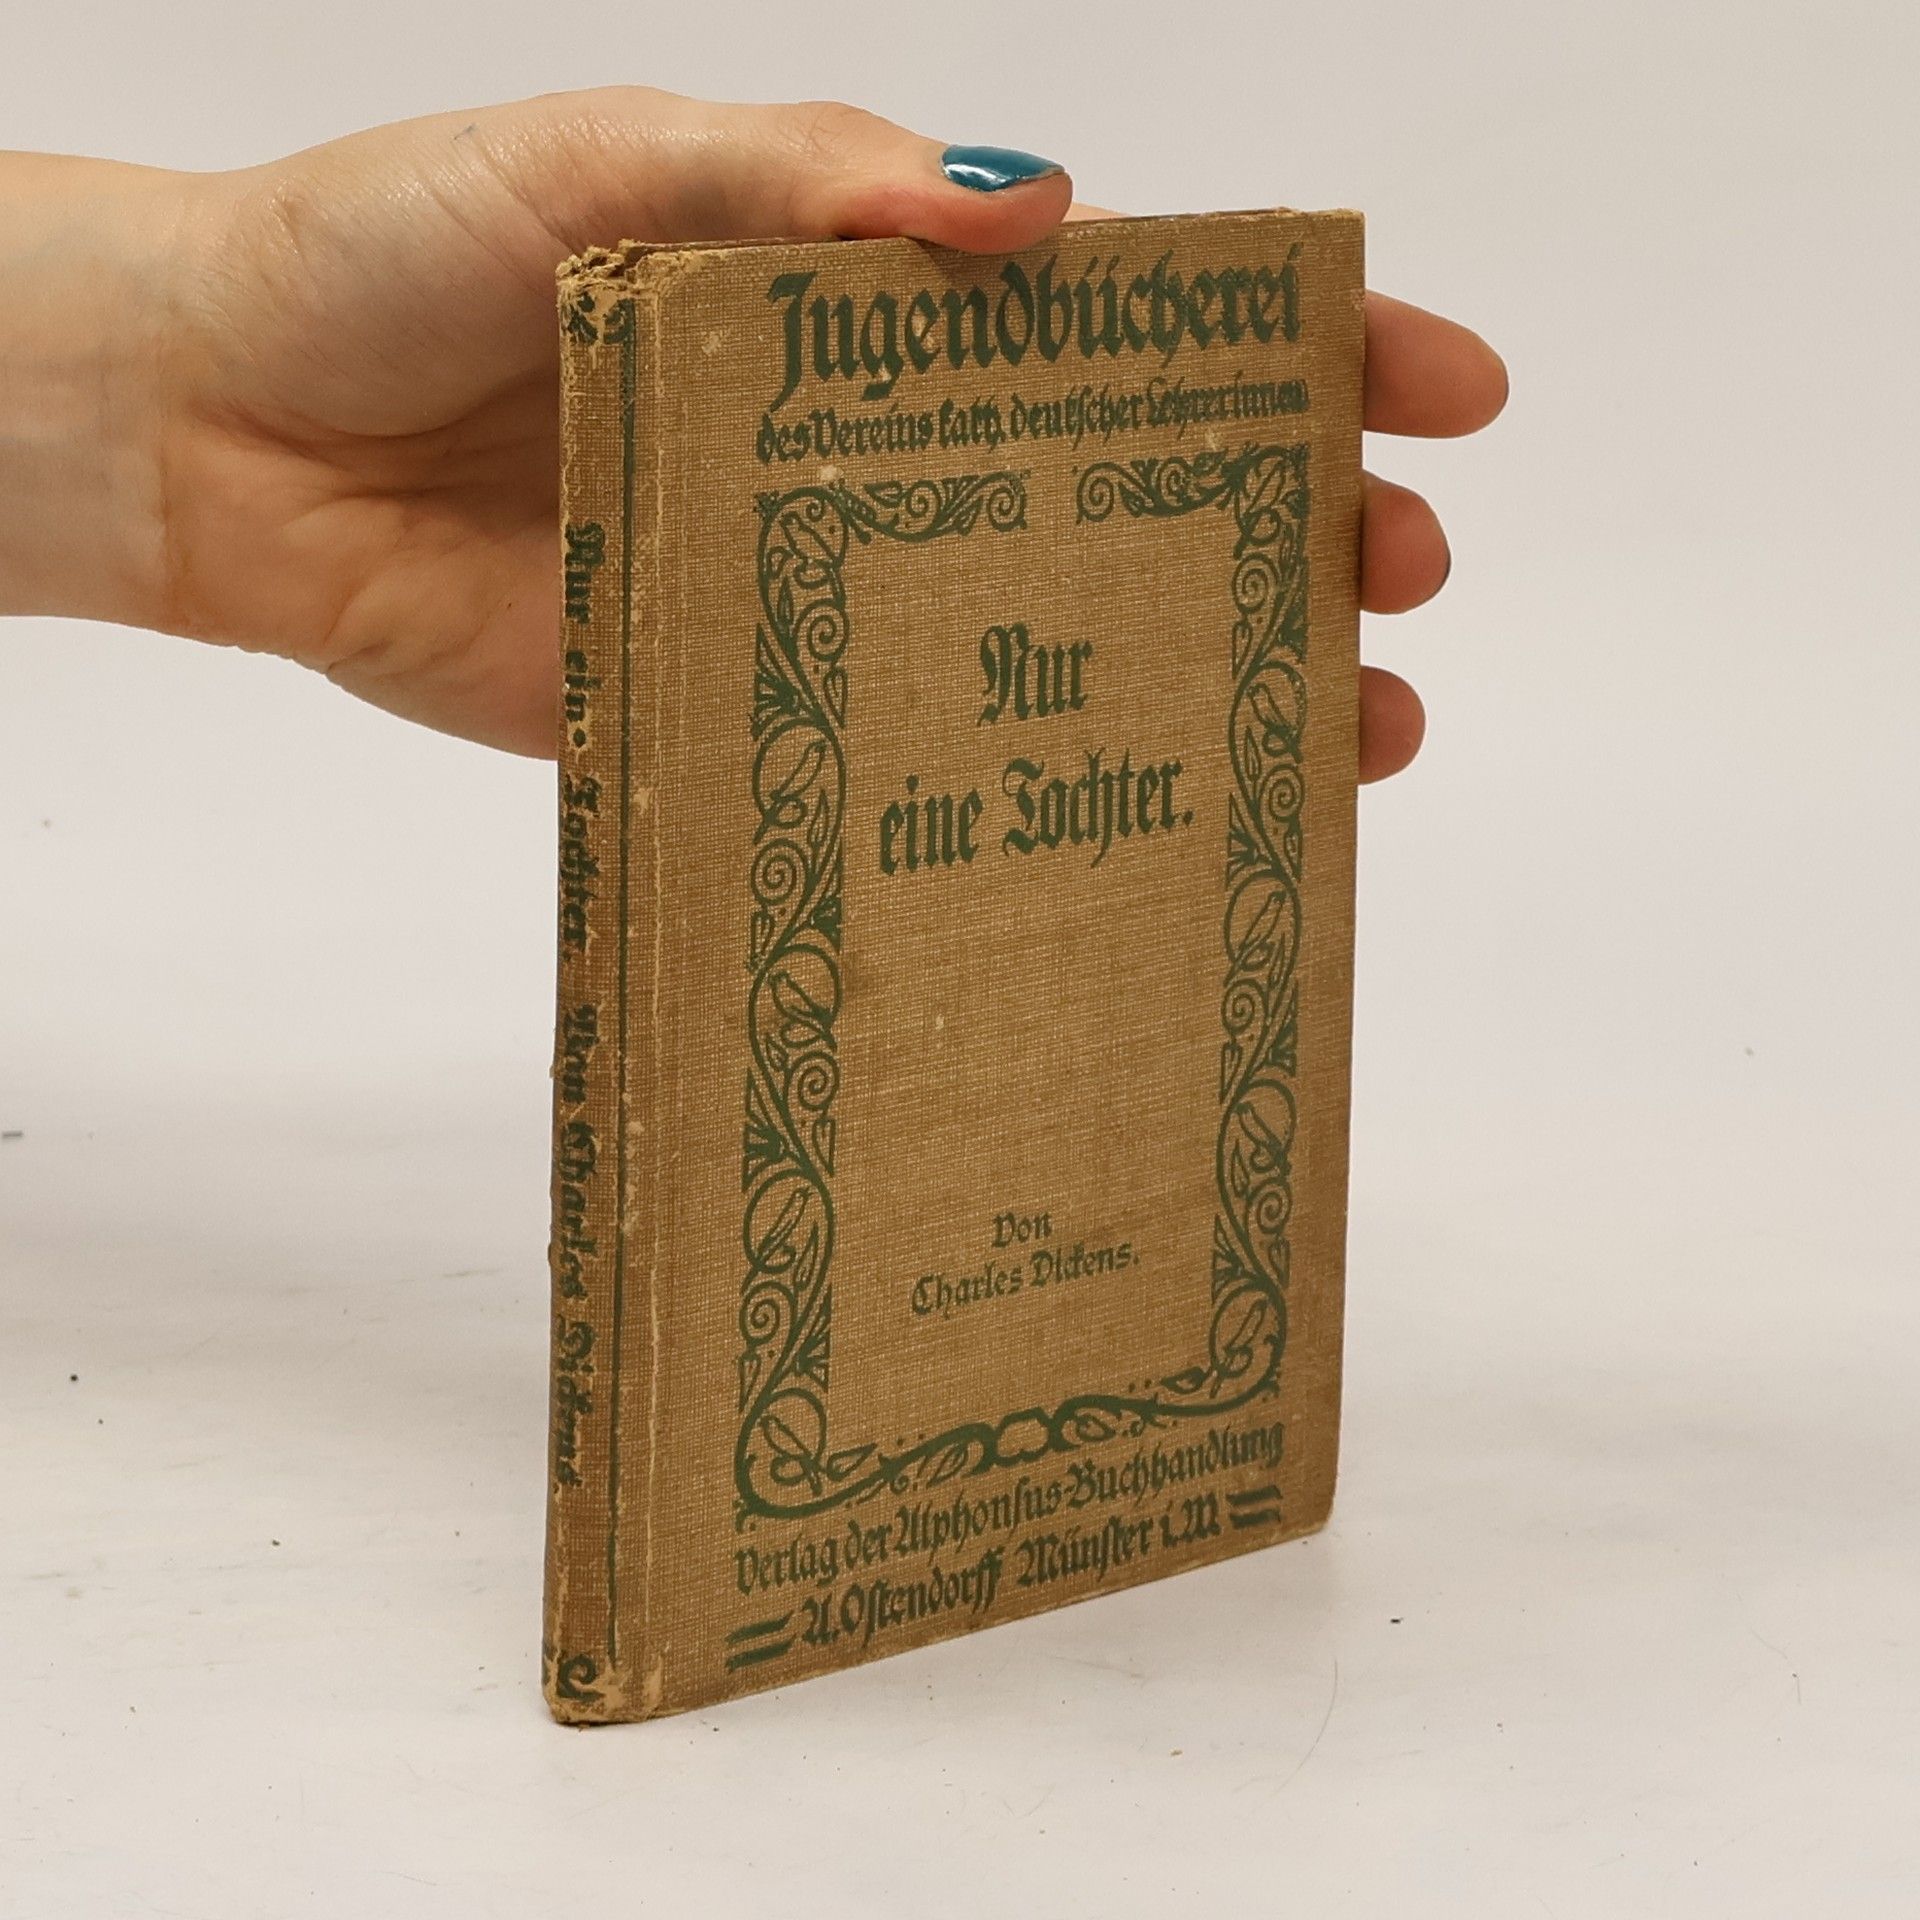 Jugendbücherei
des Vereins kath. deutscher Lehrerinnen
Nur
eine Tochter.
Von
Charles Dickens.
Verlag der Alphonsus-Buchhandlung
A. Ostendorff Münster i. W
Nur ein. Tochter. Von Charles Dickens.